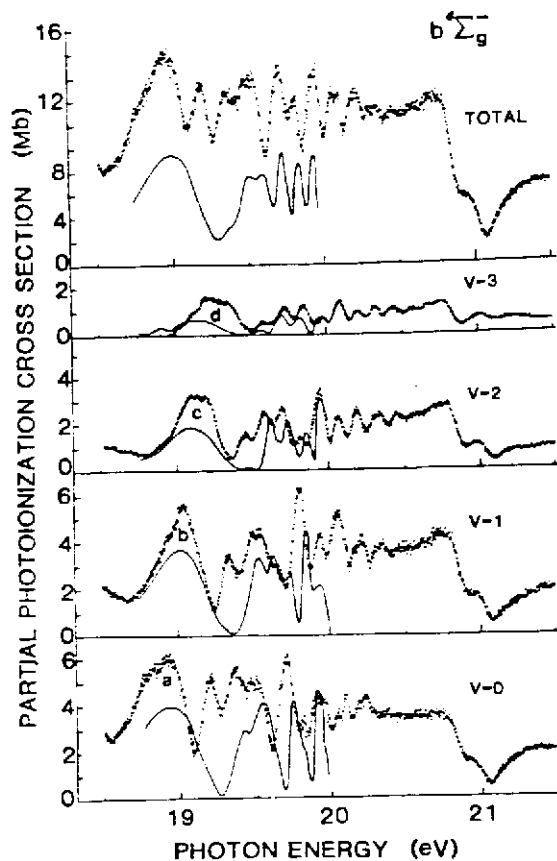 b⁴Σg⁻
PARTIAL PHOTOIONIZATION CROSS SECTION (Mb)
16
12
8
4
0
TOTAL
2
0
V-3
d
4
2
0
V-2
c
6
4
2
0
V-1
b
6
4
2
0
V-0
a
19
20
21
PHOTON ENERGY (eV)